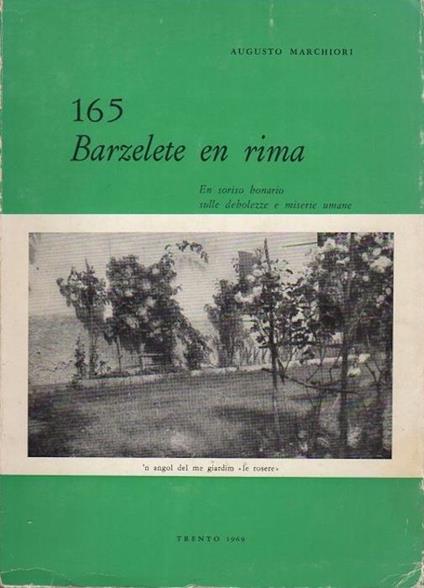 AUGUSTO MARCHIORI
165
Barzelete en rima
En soriso bonario
sulle debolezze e miserie umane
'n angol del me giardim «le rosere»
TRENTO 1969